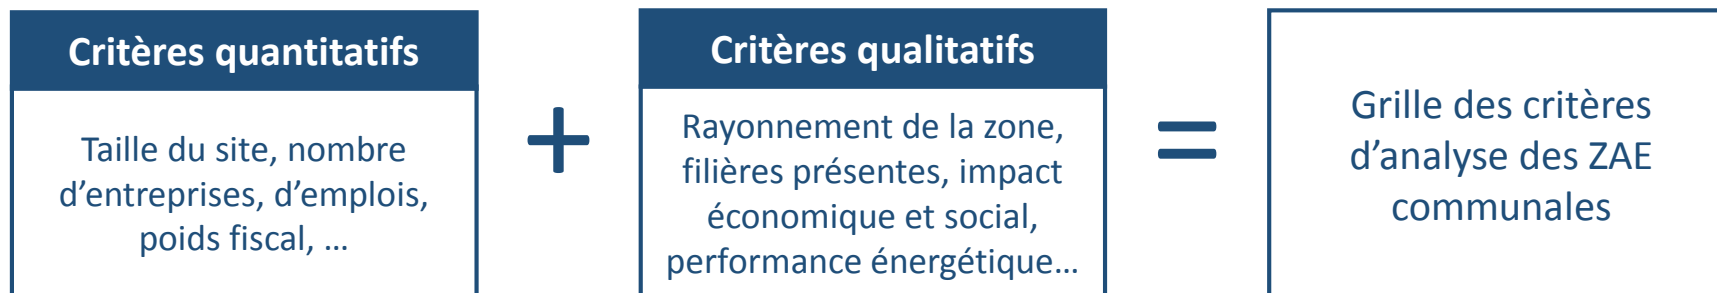 Critères quantitatifs
Taille du site, nombre
d’entreprises, d’emplois,
poids fiscal, …
+
Critères qualitatifs
Rayonnement de la zone,
filières présentes, impact
économique et social,
performance énergétique…
=
Grille des critères
d’analyse des ZAE
communales